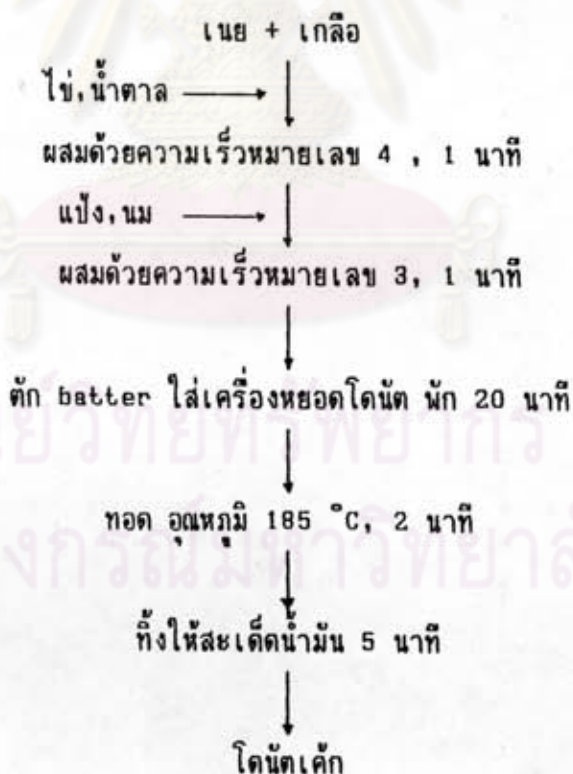 เนย + เกลือ
ไข่,น้ำตาล
ผสมด้วยความเร็วหมายเลข 4 , 1 นาที
แป้ง,นม
ผสมด้วยความเร็วหมายเลข 3, 1 นาที
ตัก batter ใส่เครื่องหยอดโดนัต พัก 20 นาที
ทอด อุณหภูมิ 185 °C, 2 นาที
ทิ้งให้สะเด็ดน้ำมัน 5 นาที
โดนัตเค้ก